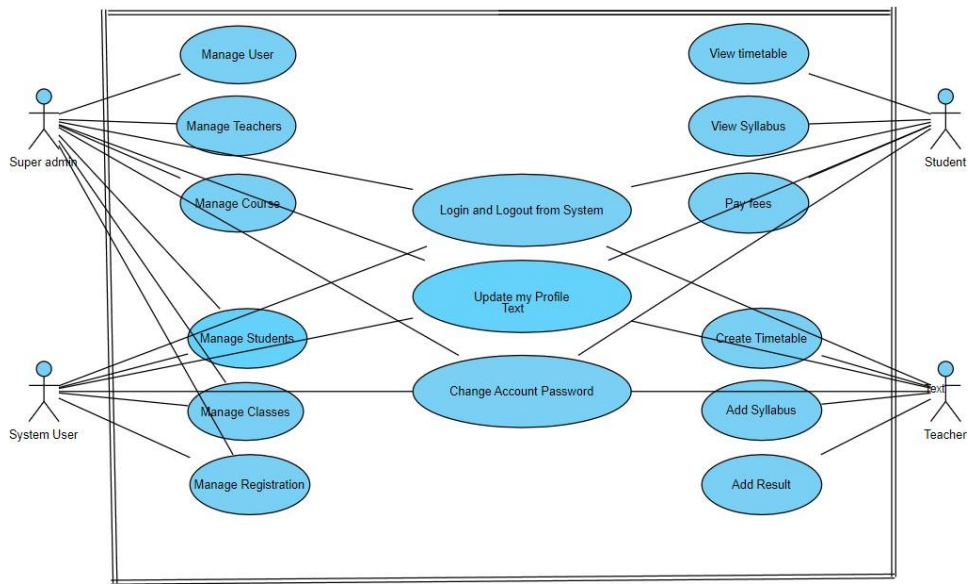 Manage User
View timetable
Manage Teachers
View Syllabus
Super admin
Student
Manage Course
Login and Logout from System
Pay fees
Update my Profile
Text
Manage Students
Create Timetable
Change Account Password
Text
Manage Classes
Add Syllabus
System User
Teacher
Manage Registration
Add Result